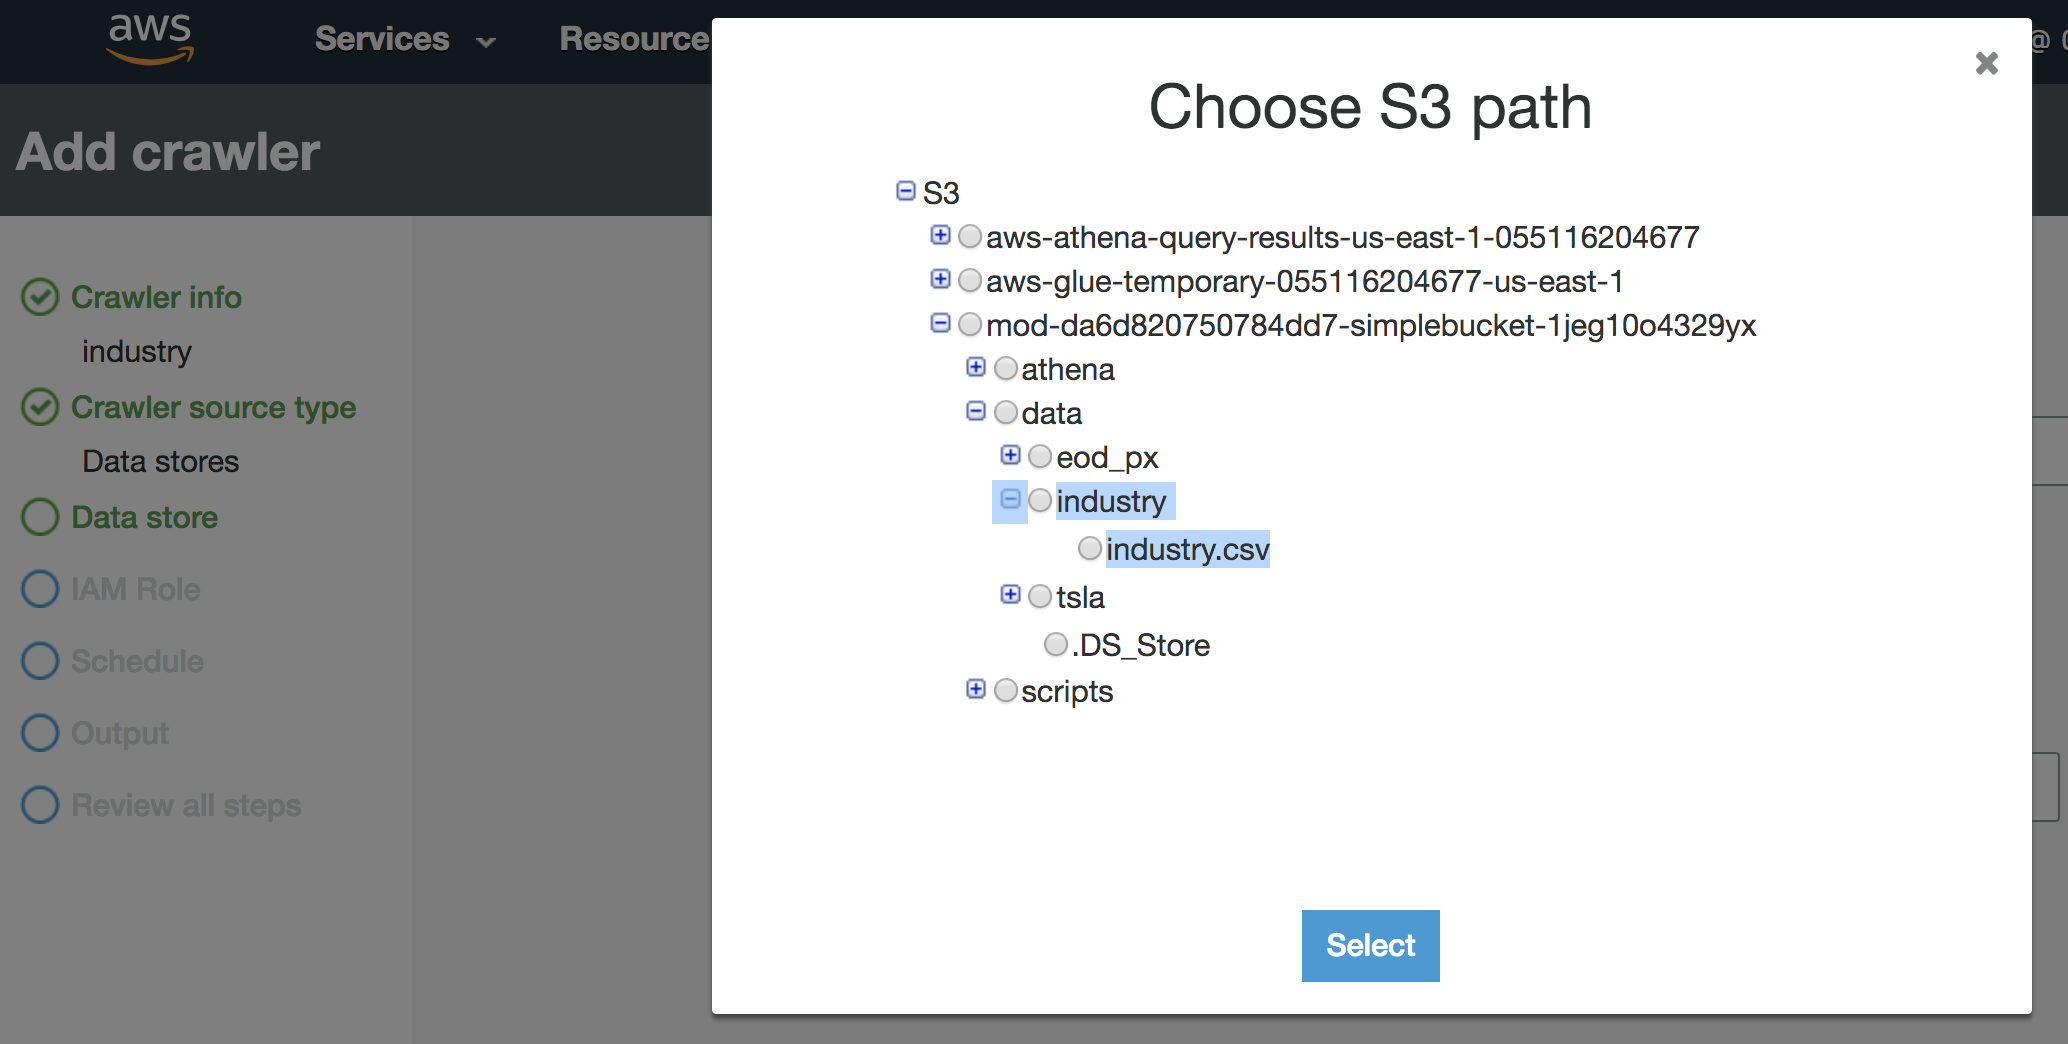 aws
Services
Resource
Add crawler
Crawler info
industry
Crawler source type
Data stores
Data store
IAM Role
Schedule
Output
Review all steps
Choose S3 path
S3
aws-athena-query-results-us-east-1-055116204677
aws-glue-temporary-055116204677-us-east-1
mod-da6d820750784dd7-simplebucket-1jeg10o4329yx
athena
data
eod_px
industry
industry.csv
tsla
.DS_Store
scripts
Select